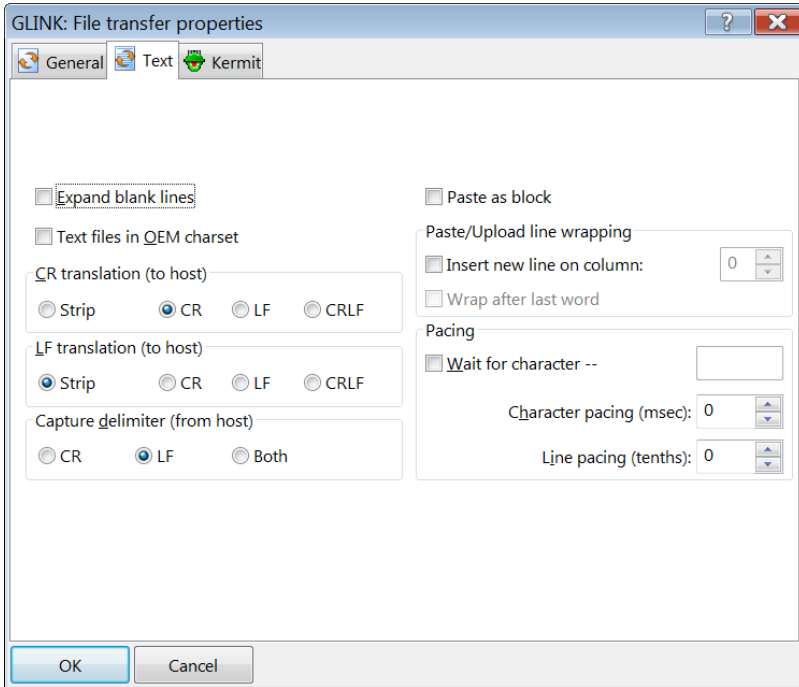 GLINK: File transfer properties
General Text Kermit
Expand blank lines
Text files in OEM charset
CR translation (to host)
Strip CR LF CRLF
LF translation (to host)
Strip CR LF CRLF
Capture delimiter (from host)
CR LF Both
Paste as block
Paste/Upload line wrapping
Insert new line on column: 0
Wrap after last word
Pacing
Wait for character --
Character pacing (msec): 0
Line pacing (tenths): 0
OK Cancel